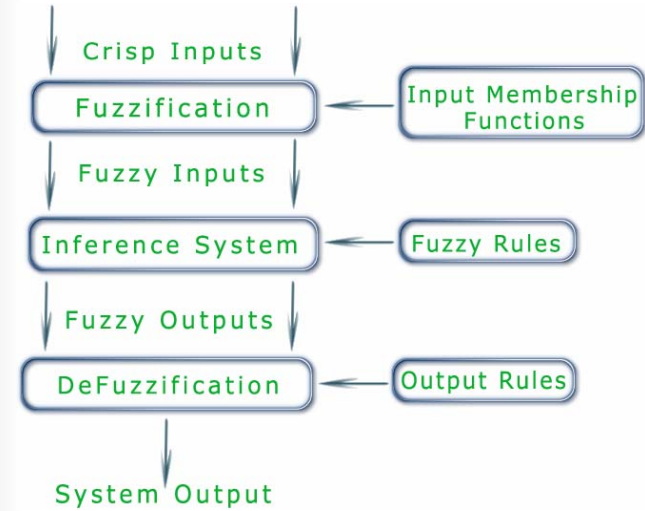 Crisp Inputs
Fuzzification
Input Membership
Functions
Fuzzy Inputs
Inference System
Fuzzy Rules
Fuzzy Outputs
DeFuzzification
Output Rules
System Output